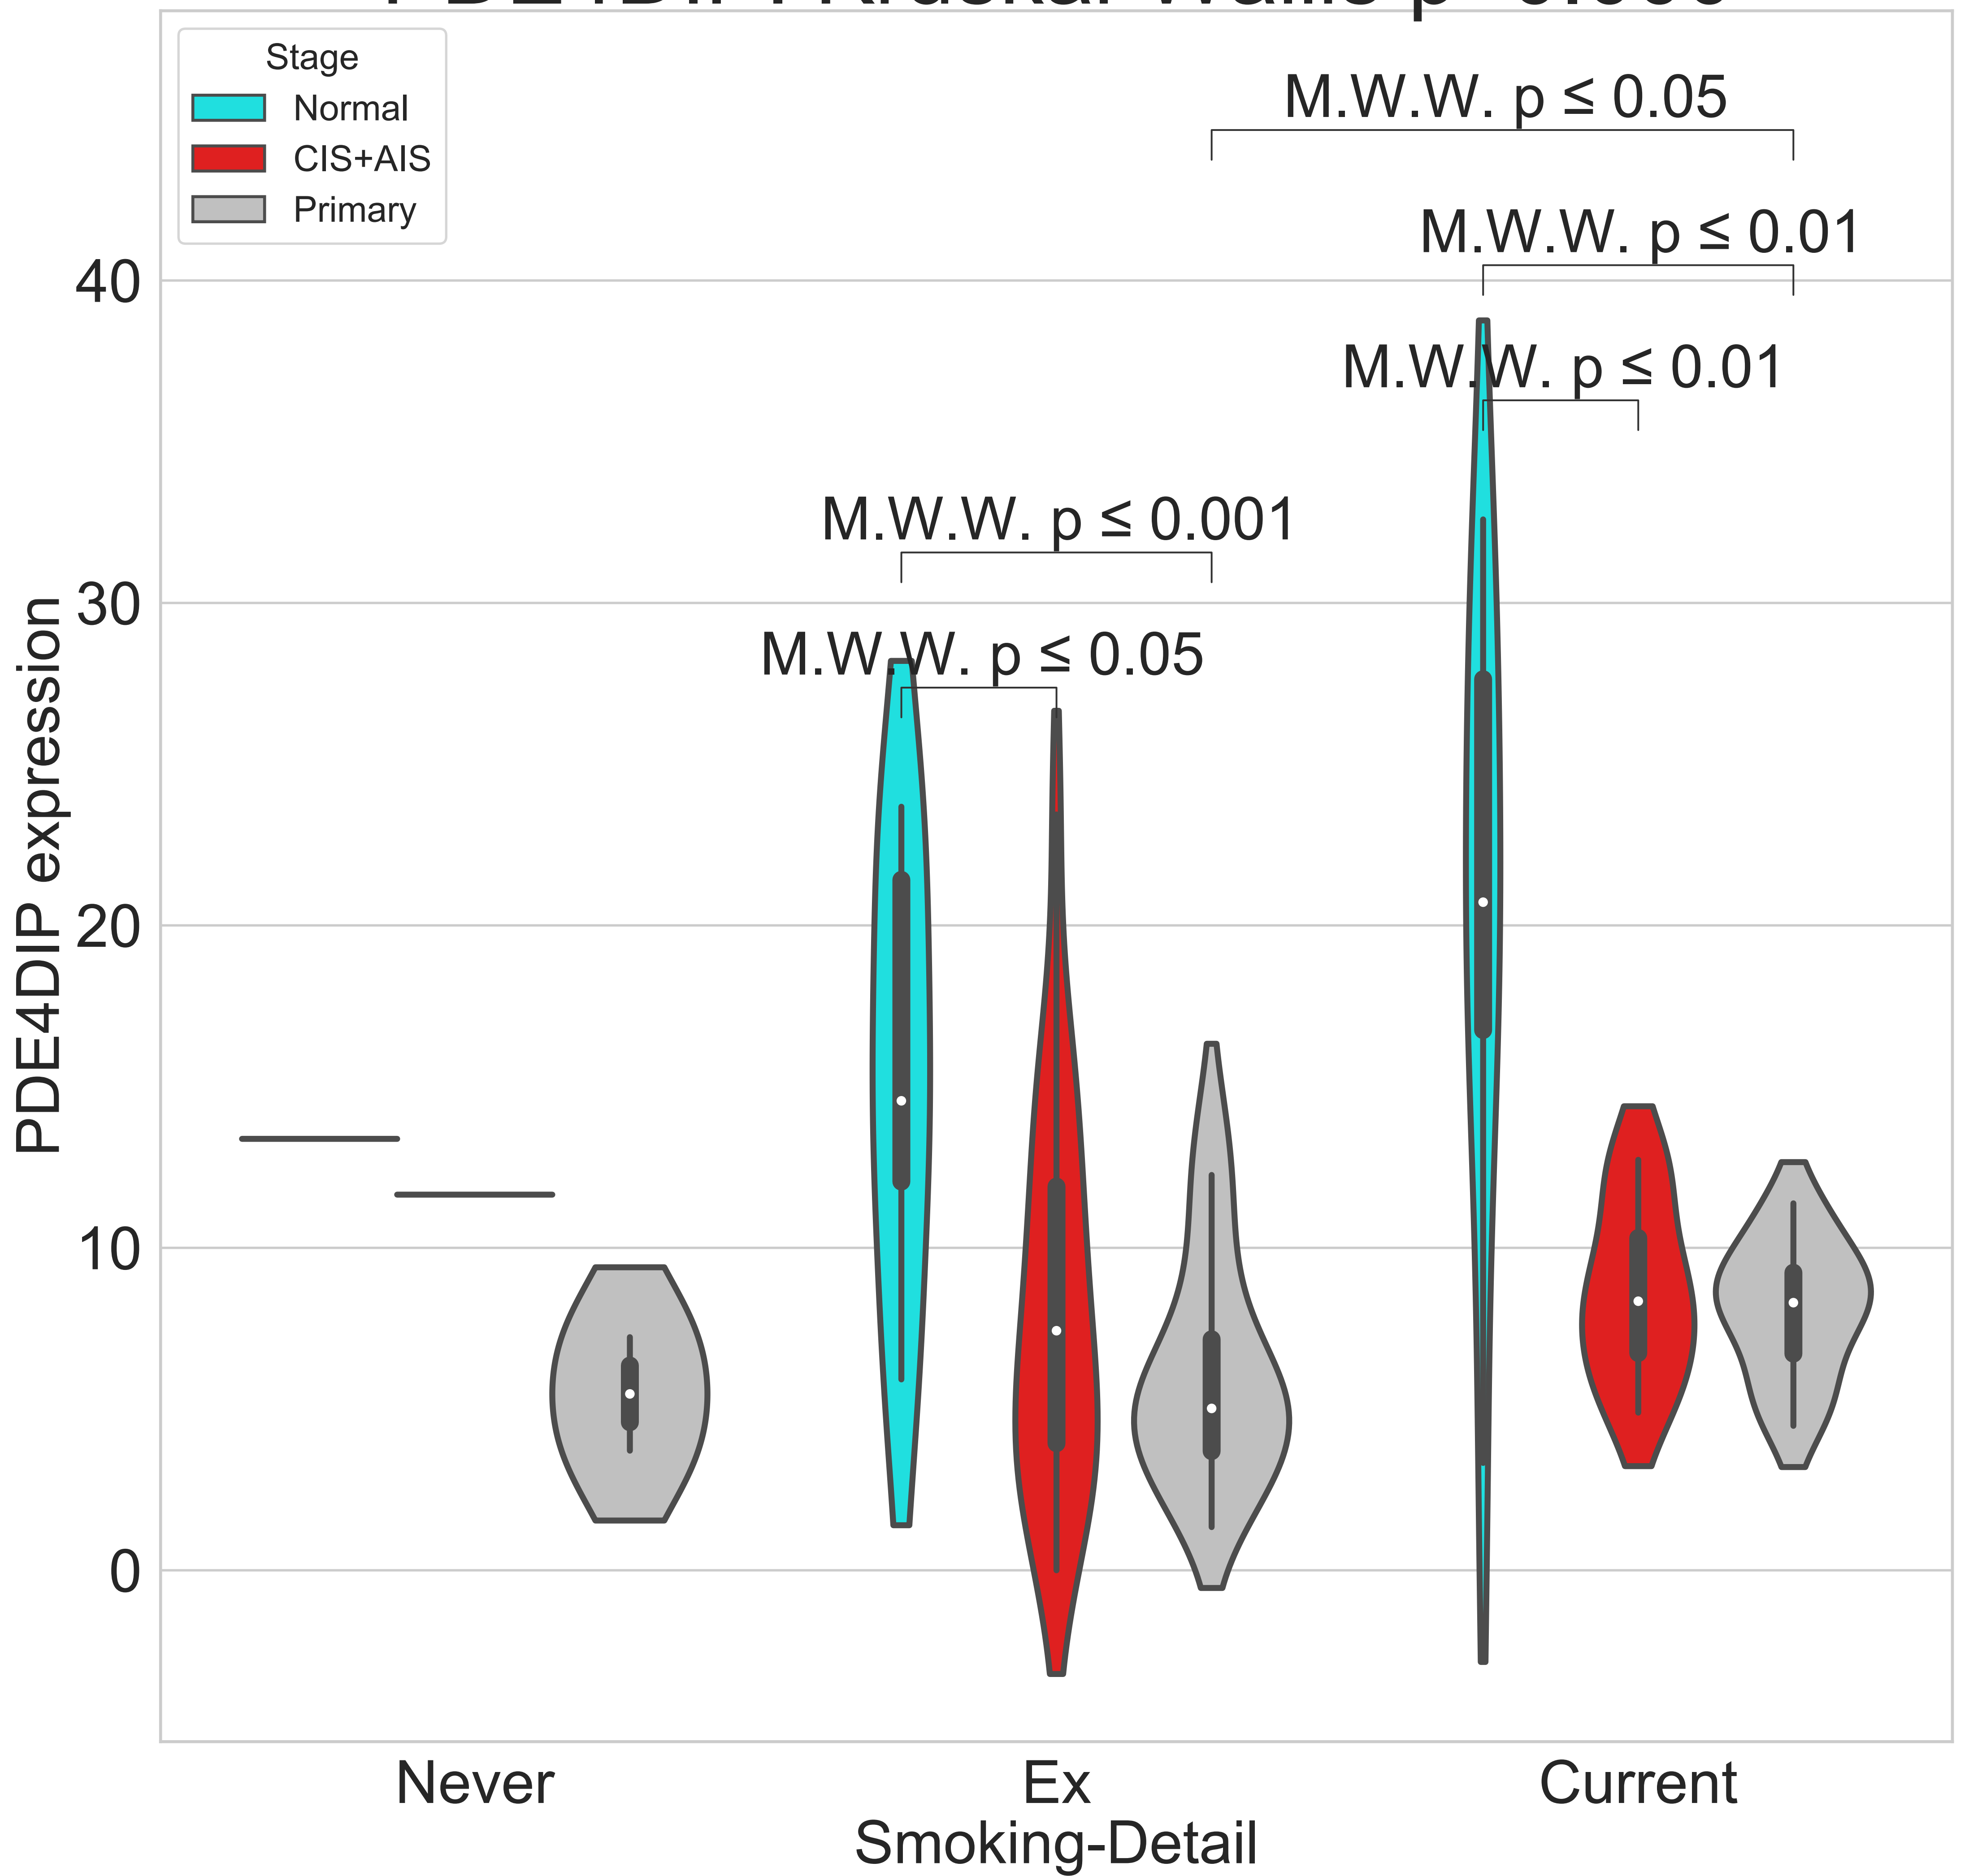 Stage
Normal
CIS+AIS
Primary
M.W.W. p ≤ 0.05
M.W.W. p ≤ 0.01
M.W.W. p ≤ 0.01
M.W.W. p ≤ 0.001
M.W.W. p ≤ 0.05
40
30
20
10
0
PDE4DIP expression
Never
Ex
Current
Smoking-Detail